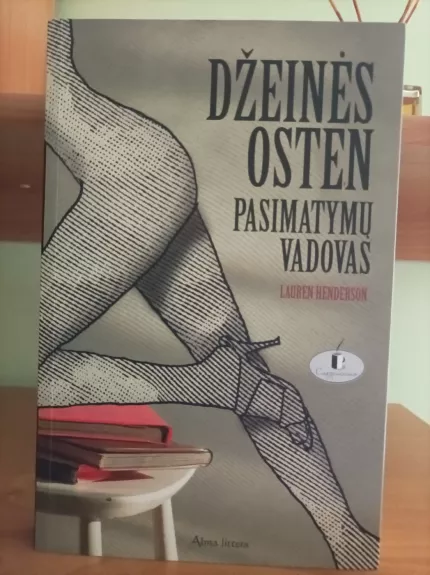 DŽEINĖS
OSTEN
PASIMATYMŲ
VADOVAS
LAUREN HENDERSON
Alma littera